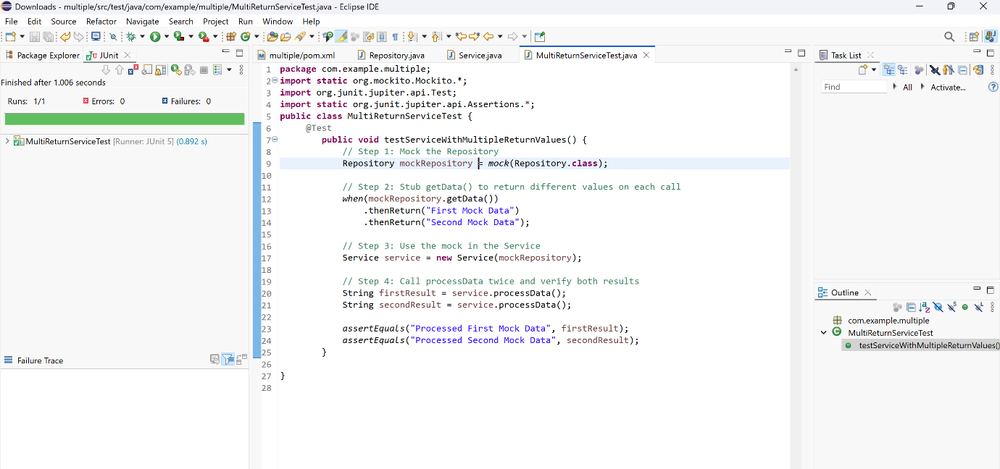 Downloads - multiple/src/test/java/com/example/multiple/MultiReturnServiceTest.java - Eclipse IDE
File Edit Source Refactor Navigate Search Project Run Window Help
Package Explorer JUnit
Finished after 1.006 seconds
Runs: 1/1 Errors: 0 Failures: 0
MultiReturnServiceTest [Runner: JUnit 5] (0.892 s)
Failure Trace
multiple/pom.xml Repository.java Service.java MultiReturnServiceTest.java
1 package com.example.multiple;
2 import static org.mockito.Mockito.*;
3 import org.junit.jupiter.api.Test;
4 import static org.junit.jupiter.api.Assertions.*;
5 public class MultiReturnServiceTest {
6 @Test
7 public void testServiceWithMultipleReturnValues() {
8 // Step 1: Mock the Repository
9 Repository mockRepository = mock(Repository.class);
10
11 // Step 2: Stub getData() to return different values on each call
12 when(mockRepository.getData())
13 .thenReturn("First Mock Data")
14 .thenReturn("Second Mock Data");
15
16 // Step 3: Use the mock in the Service
17 Service service = new Service(mockRepository);
18
19 // Step 4: Call processData twice and verify both results
20 String firstResult = service.processData();
21 String secondResult = service.processData();
22
23 assertEquals("Processed First Mock Data", firstResult);
24 assertEquals("Processed Second Mock Data", secondResult);
25 }
26
27 }
28
Task List
Find All Activate...
Outline
com.example.multiple
MultiReturnServiceTest
testServiceWithMultipleReturnValues()